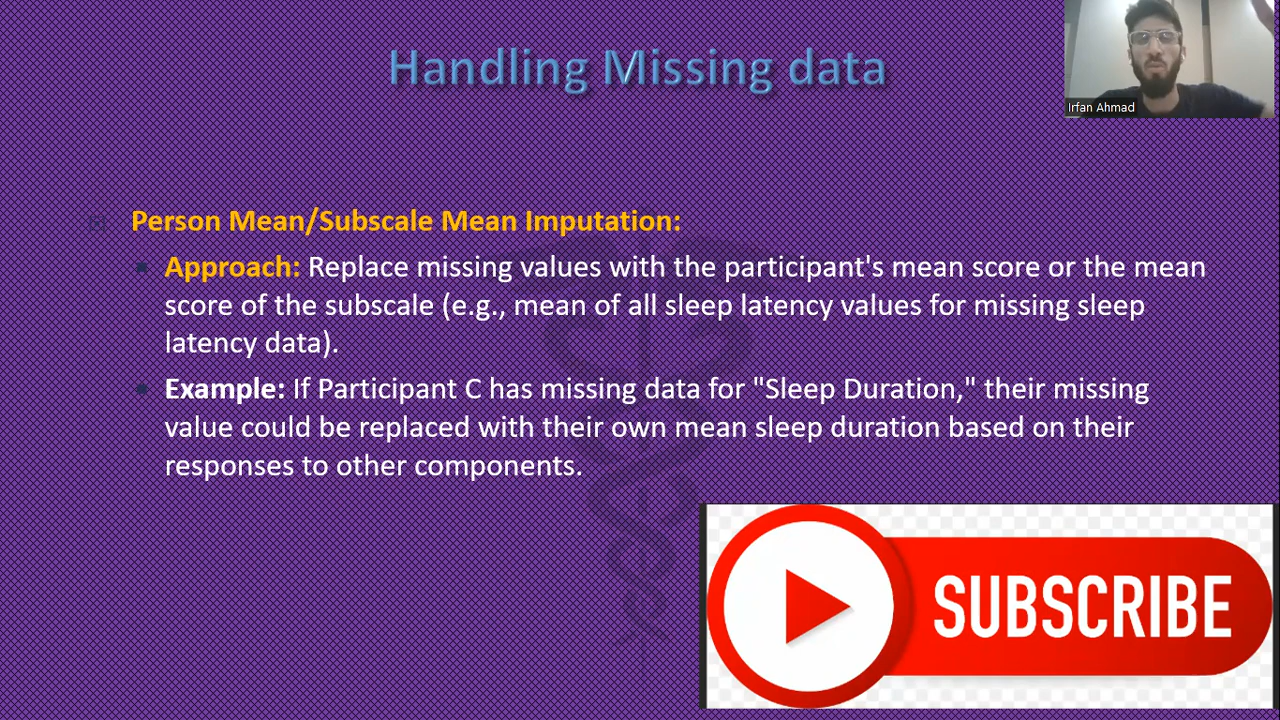 Handling Missing data
Irfan Ahmad
Person Mean/Subscale Mean Imputation:
Approach: Replace missing values with the participant's mean score or the mean
score of the subscale (e.g., mean of all sleep latency values for missing sleep
latency data).
Example: If Participant C has missing data for "Sleep Duration," their missing
value could be replaced with their own mean sleep duration based on their
responses to other components.
SUBSCRIBE